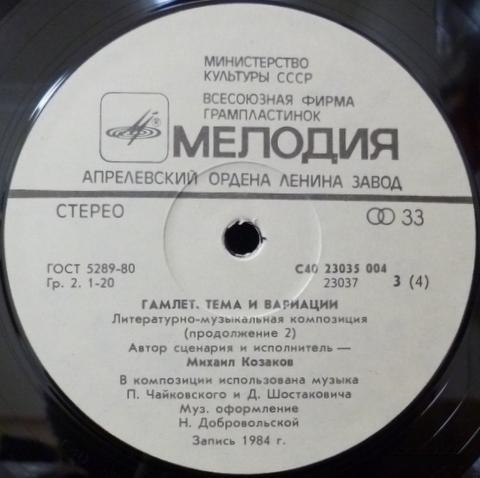 МИНИСТЕРСТВО
КУЛЬТУРЫ СССР
ВСЕСОЮЗНАЯ ФИРМА
ГРАМПЛАСТИНОК
®
МЕЛОДИЯ
АПРЕЛЕВСКИЙ ОРДЕНА ЛЕНИНА ЗАВОД
СТЕРЕО
33
ГОСТ 5289-80
С40 23035 004
Гр. 2. 1-20
23037 3 (4)
ГАМЛЕТ. ТЕМА И ВАРИАЦИИ
Литературно-музыкальная композиция
(продолжение 2)
Автор сценария и исполнитель —
Михаил Козаков
В композиции использована музыка
П. Чайковского и Д. Шостаковича
Муз. оформление
Н. Добровольской
Запись 1984 г.